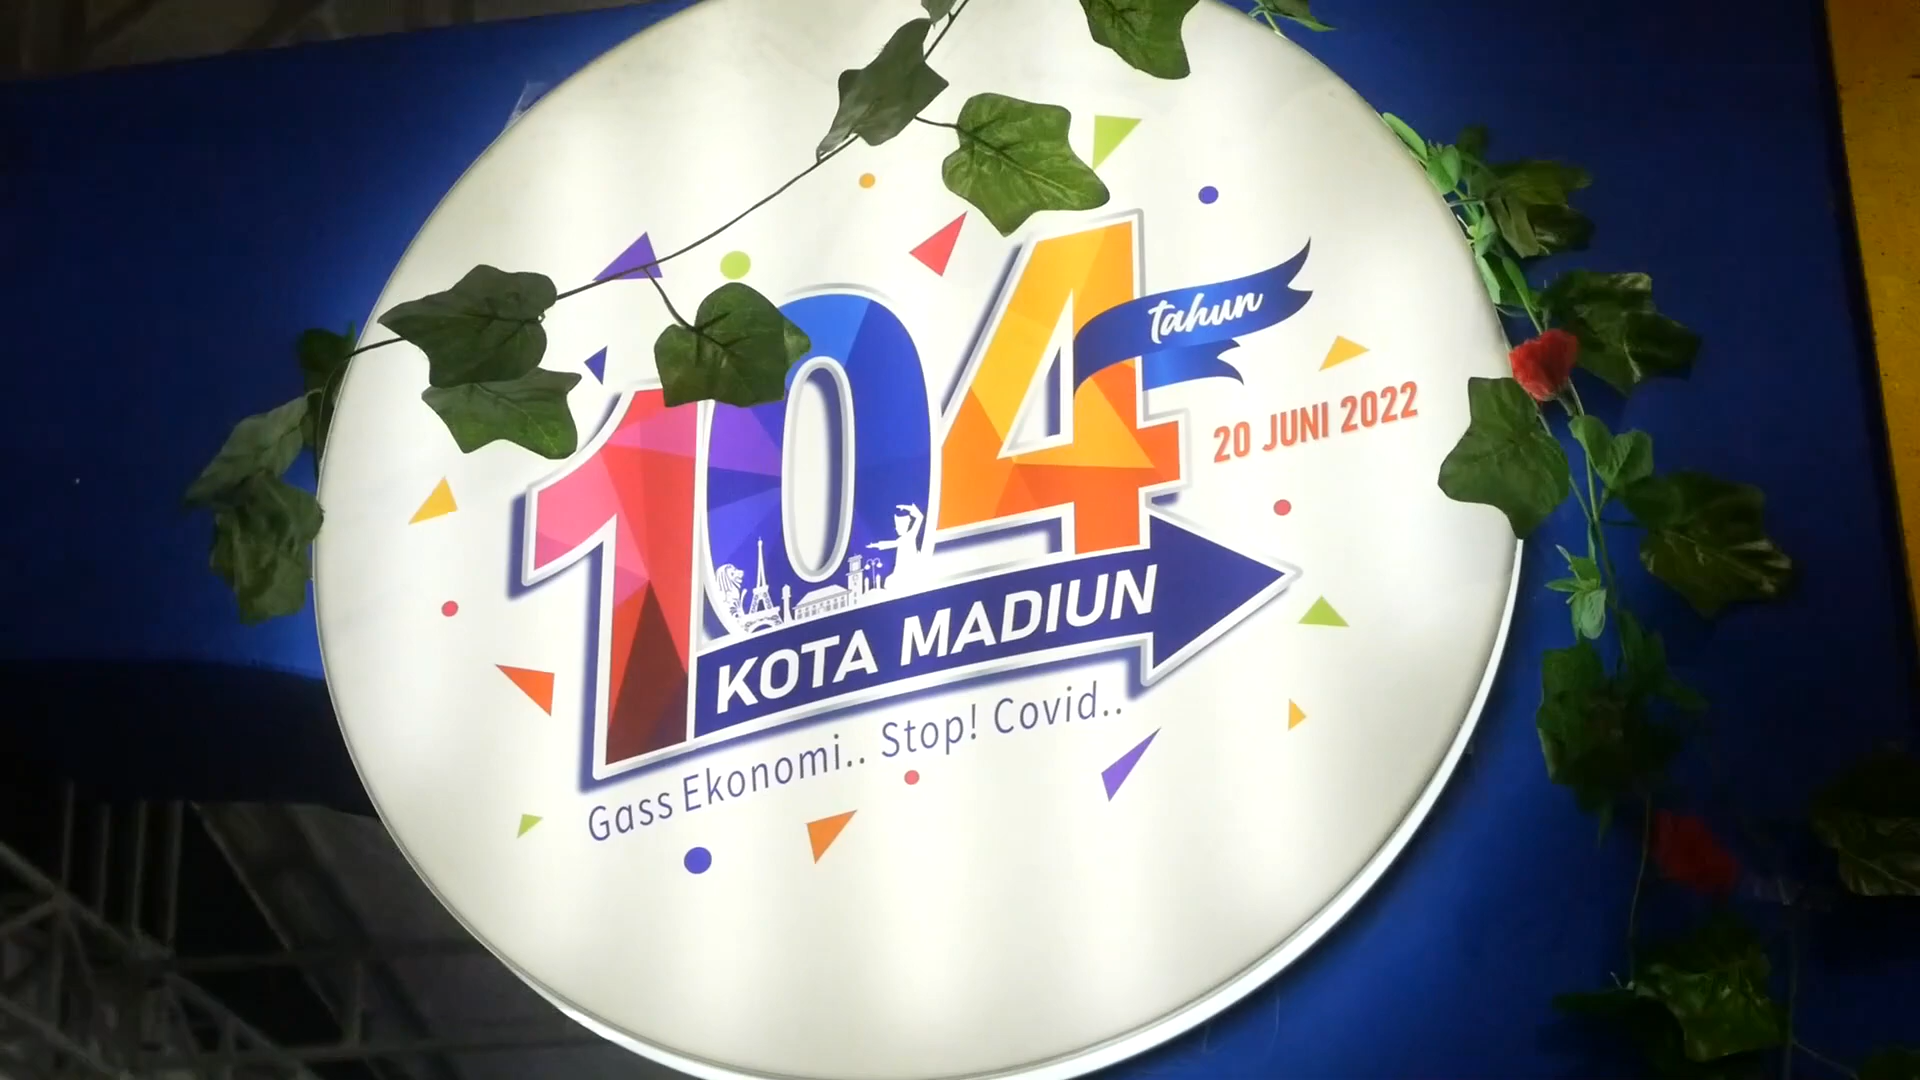 104
tahun
20 JUNI 2022
KOTA MADIUN
Gass Ekonomi.. Stop! Covid..